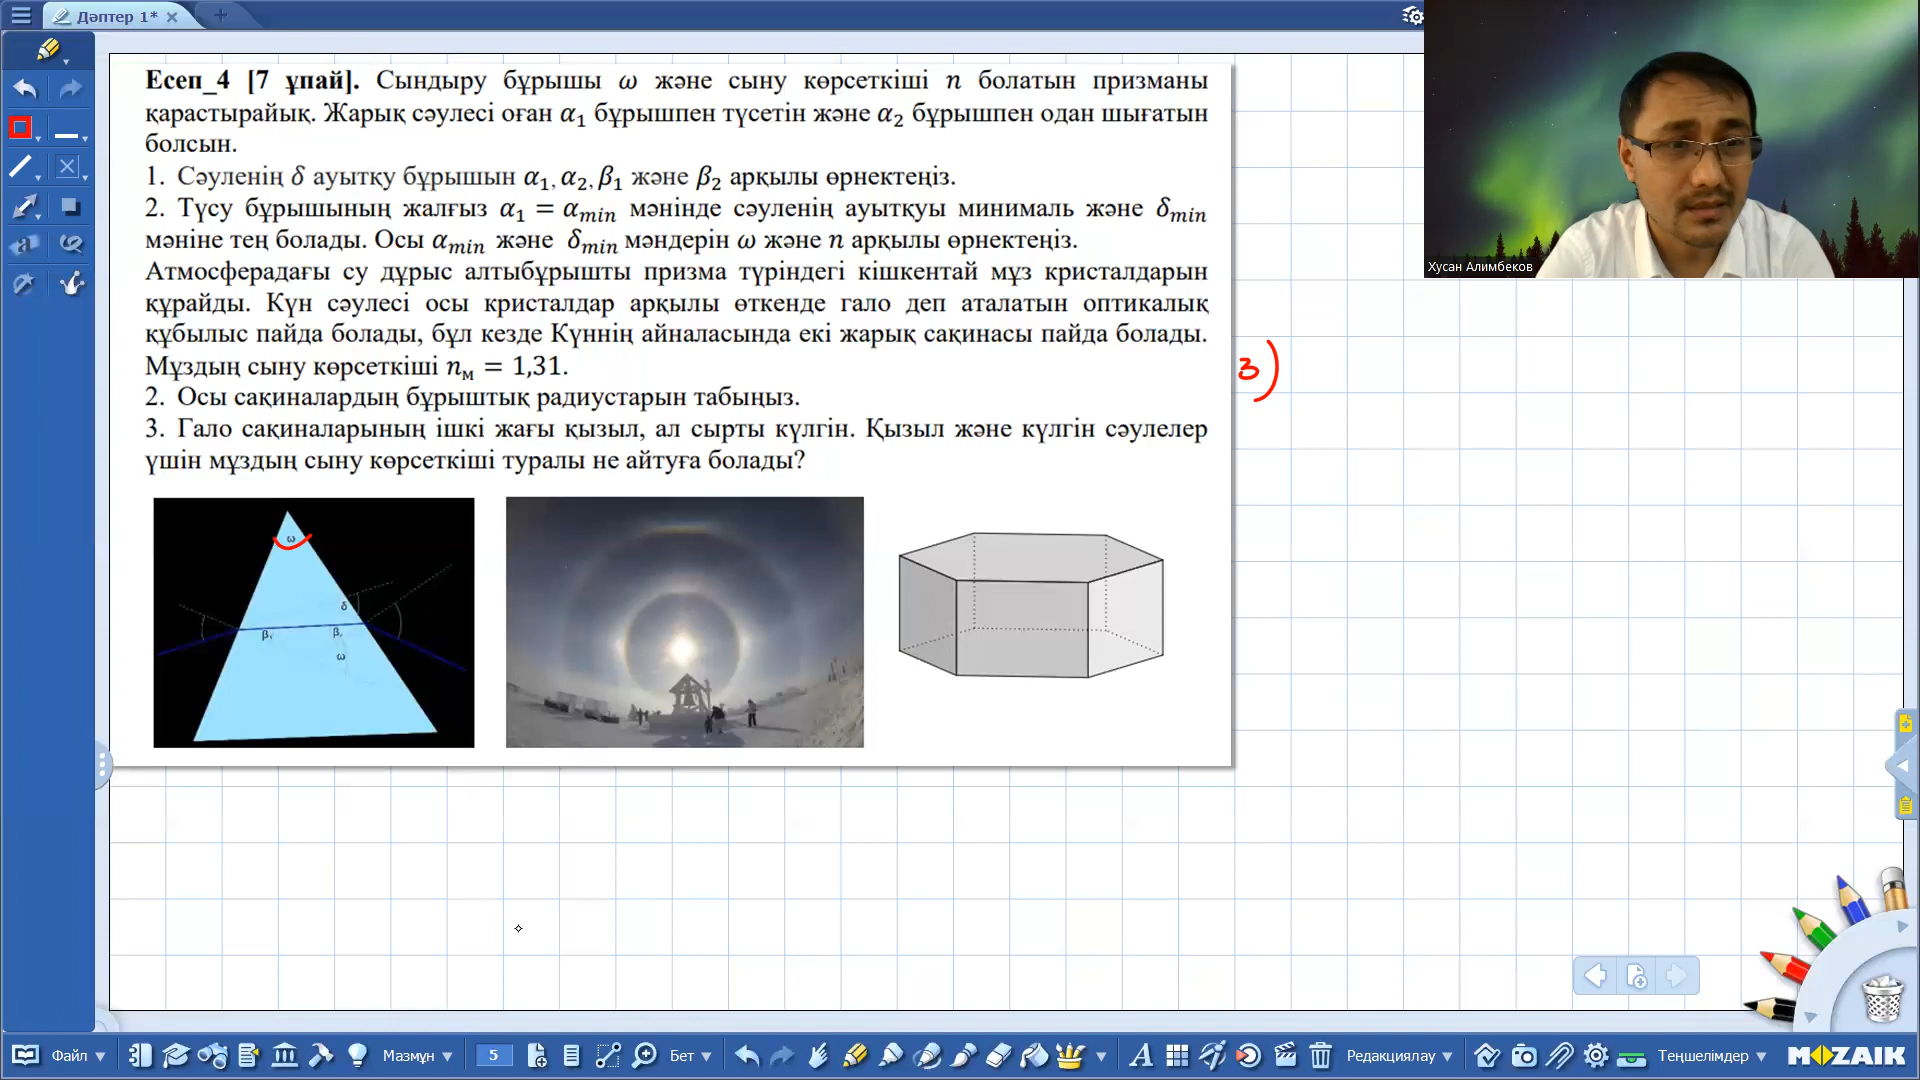 Дәптер 1*
Есеп_4 [7 ұпай]. Сындыру бұрышы ω және сыну көрсеткіші n болатын призманы
қарастырайық. Жарық сәулесі оған α₁ бұрышпен түсетін және α₂ бұрышпен одан шығатын
болсын.
1. Сәуленің δ ауытқу бұрышын α₁, α₂, β₁ және β₂ арқылы өрнектеңіз.
2. Түсу бұрышының жалғыз α₁ = αmin мәнінде сәуленің ауытқуы минималь және δmin
мәніне тең болады. Осы αmin және δmin мәндерін ω және n арқылы өрнектеңіз.
Атмосферадағы су дұрыс алтыбұрышты призма түріндегі кішкентай мұз кристалдарын
құрайды. Күн сәулесі осы кристалдар арқылы өткенде гало деп аталатын оптикалық
құбылыс пайда болады, бұл кезде Күннің айналасында екі жарық сақинасы пайда болады.
Мұздың сыну көрсеткіші nм = 1,31.
2. Осы сақиналардың бұрыштық радиустарын табыңыз.
3. Гало сақиналарының ішкі жағы қызыл, ал сырты күлгін. Қызыл және күлгін сәулелер
үшін мұздың сыну көрсеткіші туралы не айтуға болады?
3)
ω
δ
β₁ β₂
ω
Хусан Алимбеков
Файл
Мазмұн
5
Бет
Редакциялау
Теңшелімдер
MOZAIK